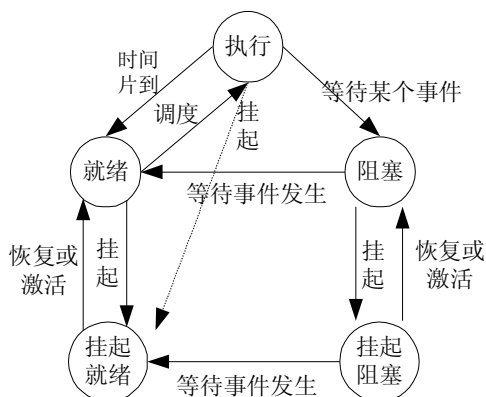 执行
时间
片到
调度
挂
起
等待某个事件
就绪
阻塞
等待事件发生
恢复或
激活
挂
起
挂
起
恢复或
激活
挂起
就绪
挂起
阻塞
等待事件发生